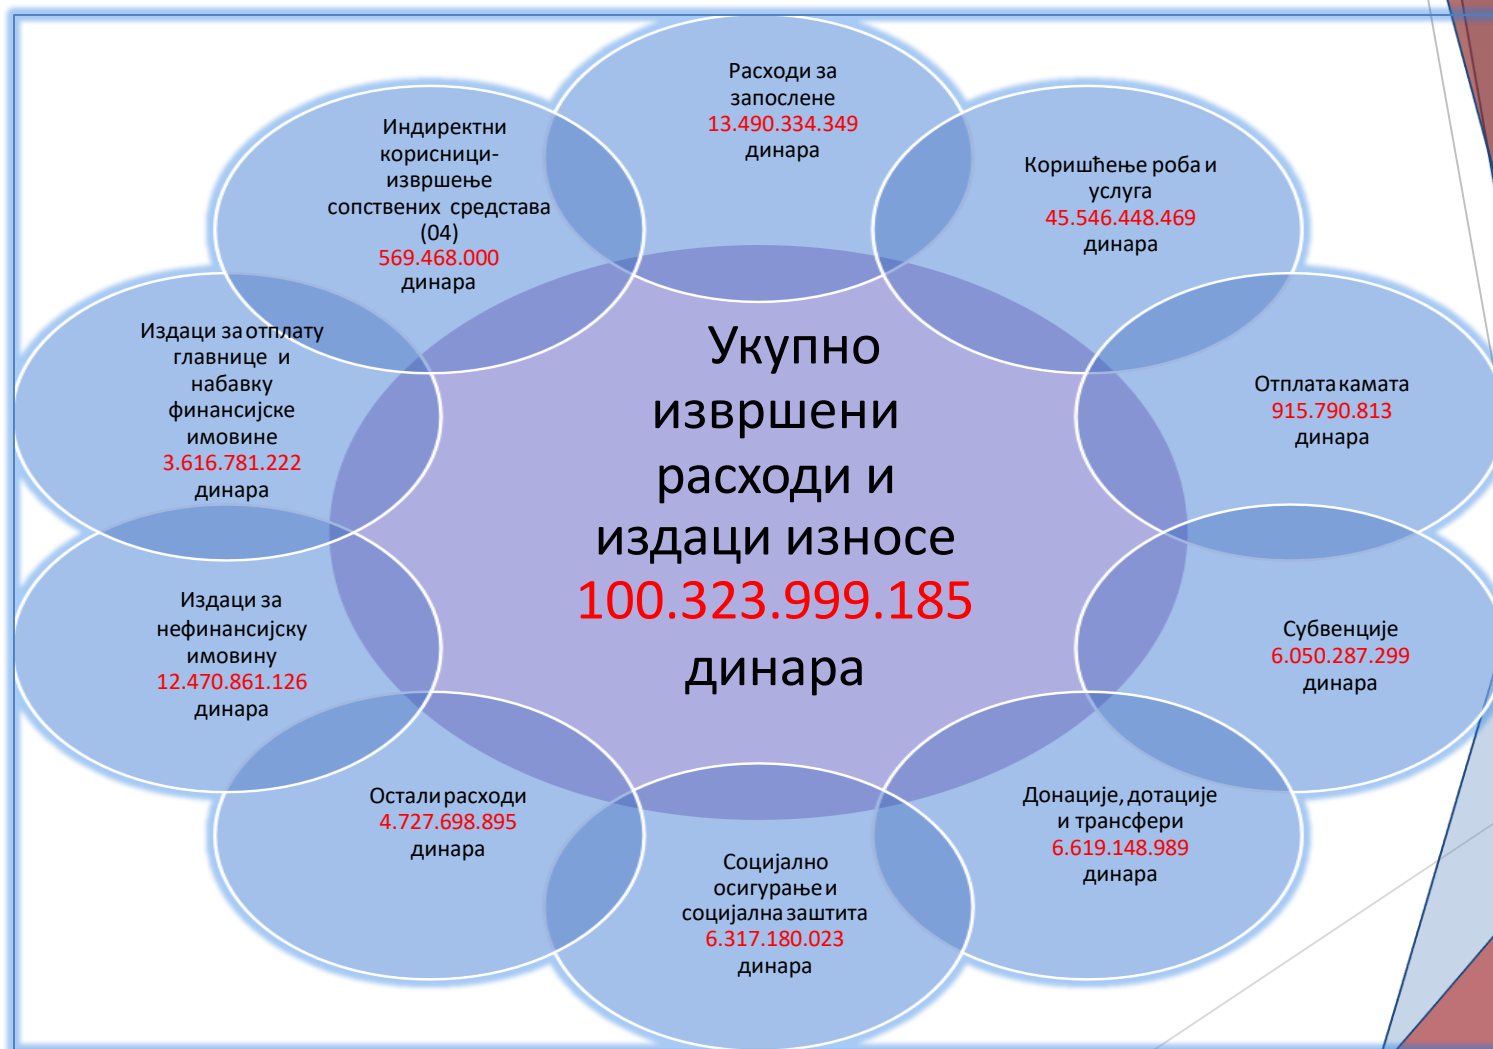 Расходи за
запослене
13.490.334.349
динара
Коришћење роба и
услуга
45.546.448.469
динара
Отплата камата
915.790.813
динара
Субвенције
6.050.287.299
динара
Донације, дотације
и трансфери
6.619.148.989
динара
Социјално
осигурање и
социјална заштита
6.317.180.023
динара
Остали расходи
4.727.698.895
динара
Издаци за
нефинансијску
имовину
12.470.861.126
динара
Издаци за отплату
главнице и
набавку
финансијске
имовине
3.616.781.222
динара
Индиректни
корисници-
извршење
сопствених средстава
(04)
569.468.000
динара
Укупно
извршени
расходи и
издаци износе
100.323.999.185
динара